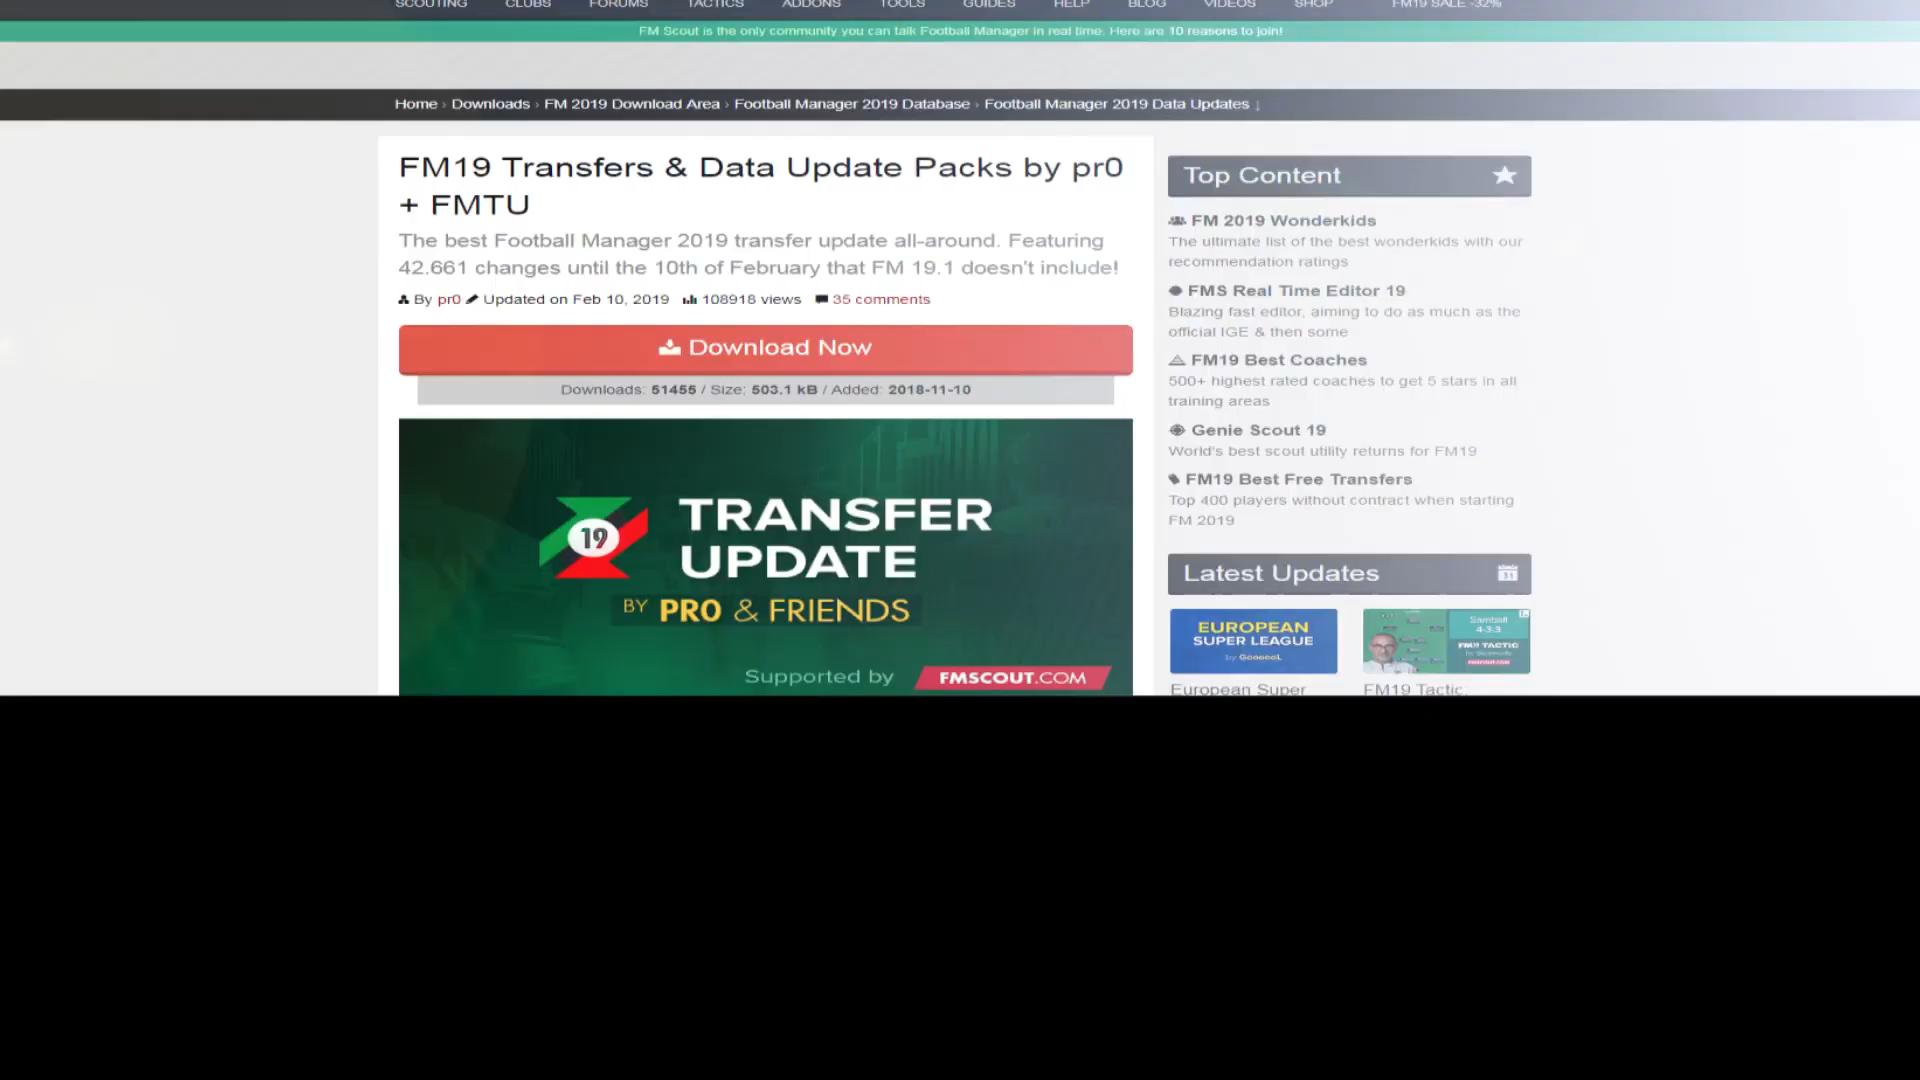 SCOUTING CLUBS FORUMS TACTICS ADDONS TOOLS GUIDES HELP BLOG VIDEOS SHOP FM19 SALE -32%
FM Scout is the only community you can talk Football Manager in real time. Here are 10 reasons to join!
Home › Downloads › FM 2019 Download Area › Football Manager 2019 Database › Football Manager 2019 Data Updates ↓
FM19 Transfers & Data Update Packs by pr0
+ FMTU
The best Football Manager 2019 transfer update all-around. Featuring
42.661 changes until the 10th of February that FM 19.1 doesn't include!
By pr0 Updated on Feb 10, 2019 108918 views 35 comments
Download Now
Downloads: 51455 / Size: 503.1 kB / Added: 2018-11-10
19
TRANSFER
UPDATE
BY PR0 & FRIENDS
Supported by FMSCOUT.COM
Top Content
FM 2019 Wonderkids
The ultimate list of the best wonderkids with our
recommendation ratings
FMS Real Time Editor 19
Blazing fast editor, aiming to do as much as the
official IGE & then some
FM19 Best Coaches
500+ highest rated coaches to get 5 stars in all
training areas
Genie Scout 19
World's best scout utility returns for FM19
FM19 Best Free Transfers
Top 400 players without contract when starting
FM 2019
Latest Updates
EUROPEAN
SUPER LEAGUE
by GoooooL
Sarriball
4-3-3
FM19 TACTIC
European Super
FM19 Tactic: